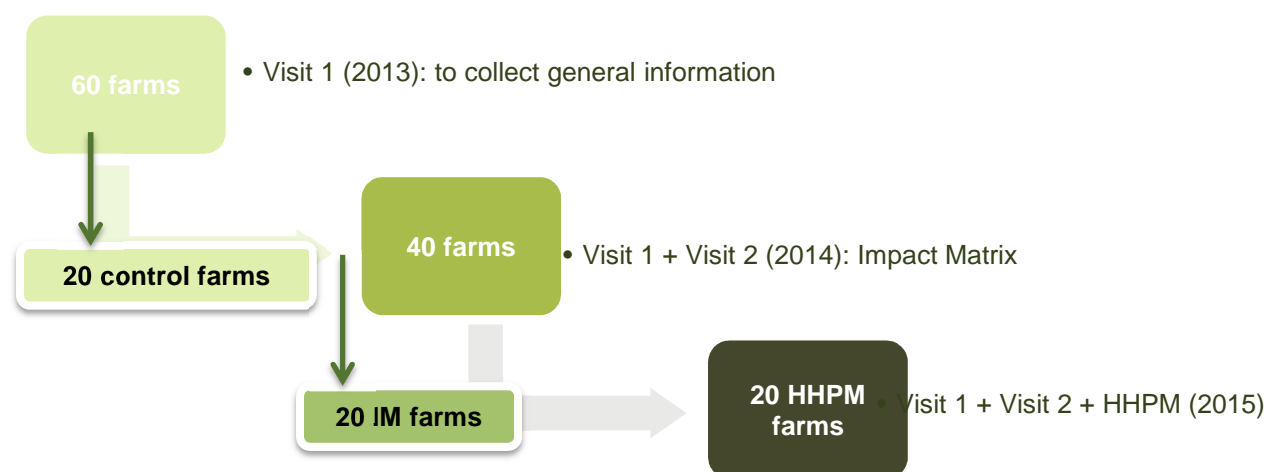 60 farms
• Visit 1 (2013): to collect general information
20 control farms
40 farms
• Visit 1 + Visit 2 (2014): Impact Matrix
20 IM farms
20 HHPM
farms
• Visit 1 + Visit 2 + HHPM (2015)